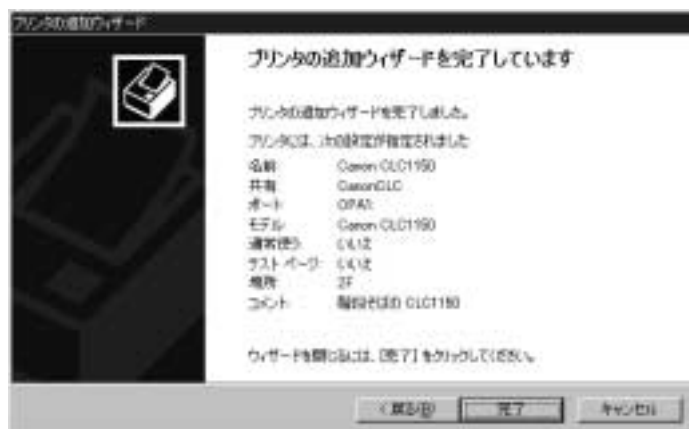 プリンタの追加ウィザード
プリンタの追加ウィザードを完了しています
プリンタの追加ウィザードを完了しました。
プリンタには、次の設定が指定されました
名前 Canon CLC1150
共有 CanonCLC
ポート
モデル Canon CLC1150
通常使う: いいえ
テスト ページ: いいえ
場所 2F
コメント 階段そばの CLC1150
ウィザードを閉じるには、[完了] をクリックしてください。
< 戻る(B) 完了 キャンセル